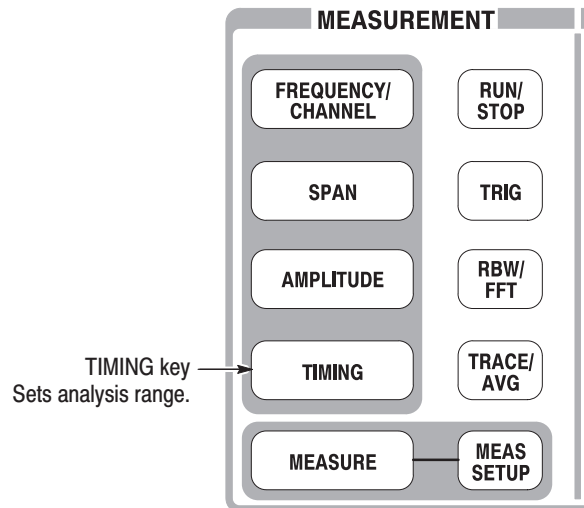 MEASUREMENT
FREQUENCY/
CHANNEL
RUN/
STOP
SPAN
TRIG
AMPLITUDE
RBW/
FFT
TIMING key
Sets analysis range.
TIMING
TRACE/
AVG
MEASURE
MEAS
SETUP